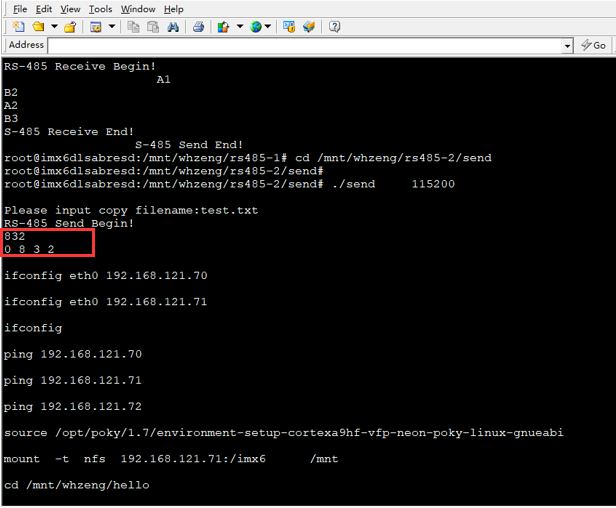 File Edit View Tools Window Help
Address Go
RS-485 Receive Begin!
A1
B2
A2
B3
S-485 Receive End!
S-485 Send End!
root@imx6dlsabresd:/mnt/whzeng/rs485-1# cd /mnt/whzeng/rs485-2/send
root@imx6dlsabresd:/mnt/whzeng/rs485-2/send#
root@imx6dlsabresd:/mnt/whzeng/rs485-2/send# ./send 115200
Please input copy filename:test.txt
RS-485 Send Begin!
832
0 8 3 2
ifconfig eth0 192.168.121.70
ifconfig eth0 192.168.121.71
ifconfig
ping 192.168.121.70
ping 192.168.121.71
ping 192.168.121.72
source /opt/poky/1.7/environment-setup-cortexa9hf-vfp-neon-poky-linux-gnueabi
mount -t nfs 192.168.121.71:/imx6 /mnt
cd /mnt/whzeng/hello